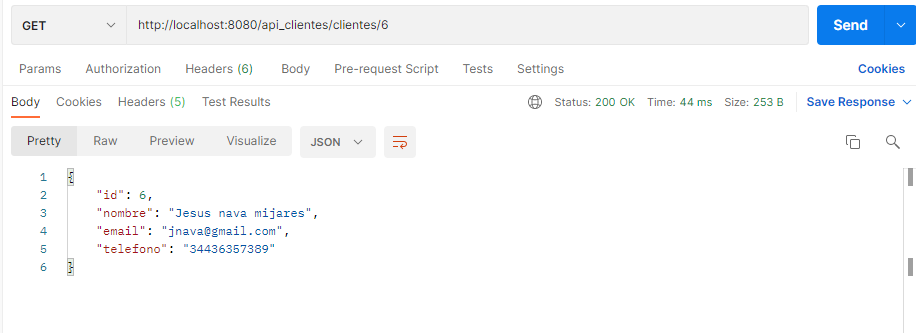 GET http://localhost:8080/api_clientes/clientes/6 Send
Params Authorization Headers (6) Body Pre-request Script Tests Settings Cookies
Body Cookies Headers (5) Test Results Status: 200 OK Time: 44 ms Size: 253 B Save Response
Pretty Raw Preview Visualize JSON
1 {
2 "id": 6,
3 "nombre": "Jesus nava mijares",
4 "email": "jnava@gmail.com",
5 "telefono": "34436357389"
6 }